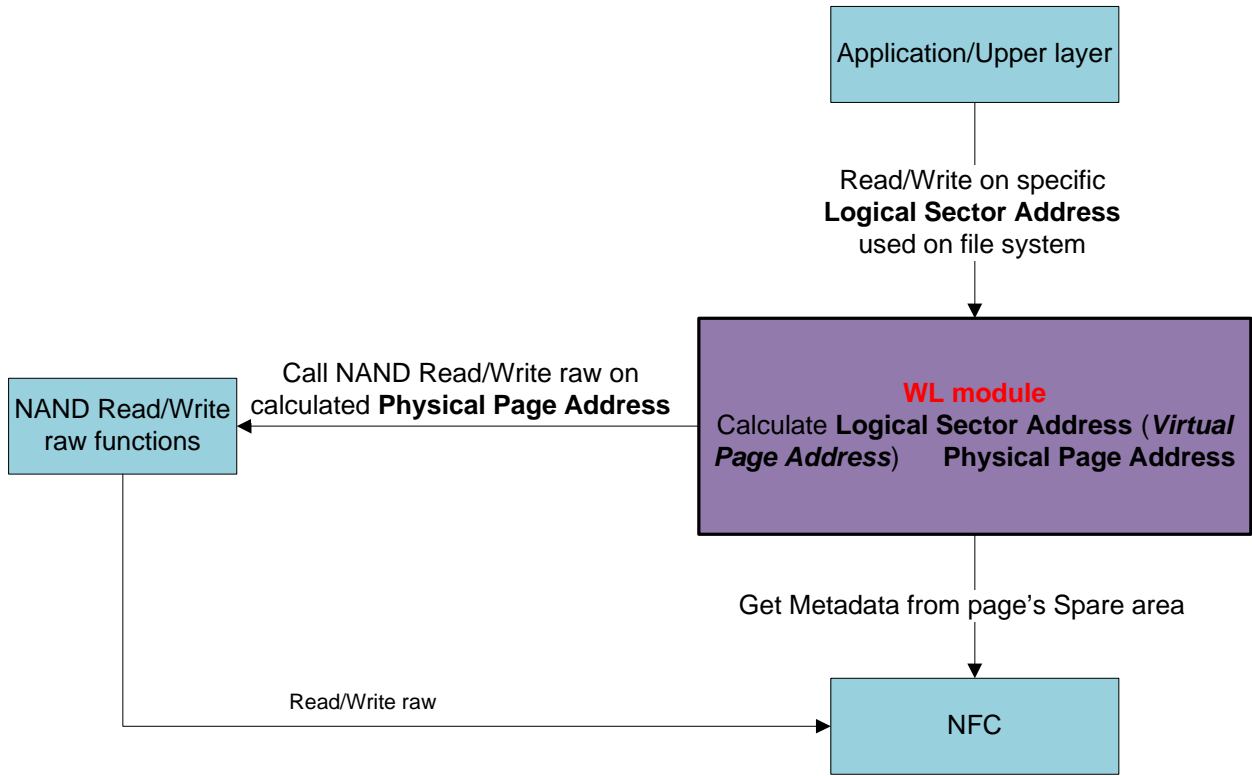 Application/Upper layer
Read/Write on specific
Logical Sector Address
used on file system
Call NAND Read/Write raw on
calculated Physical Page Address
NAND Read/Write
raw functions
WL module
Calculate Logical Sector Address (Virtual
Page Address) Physical Page Address
Get Metadata from page's Spare area
Read/Write raw
NFC